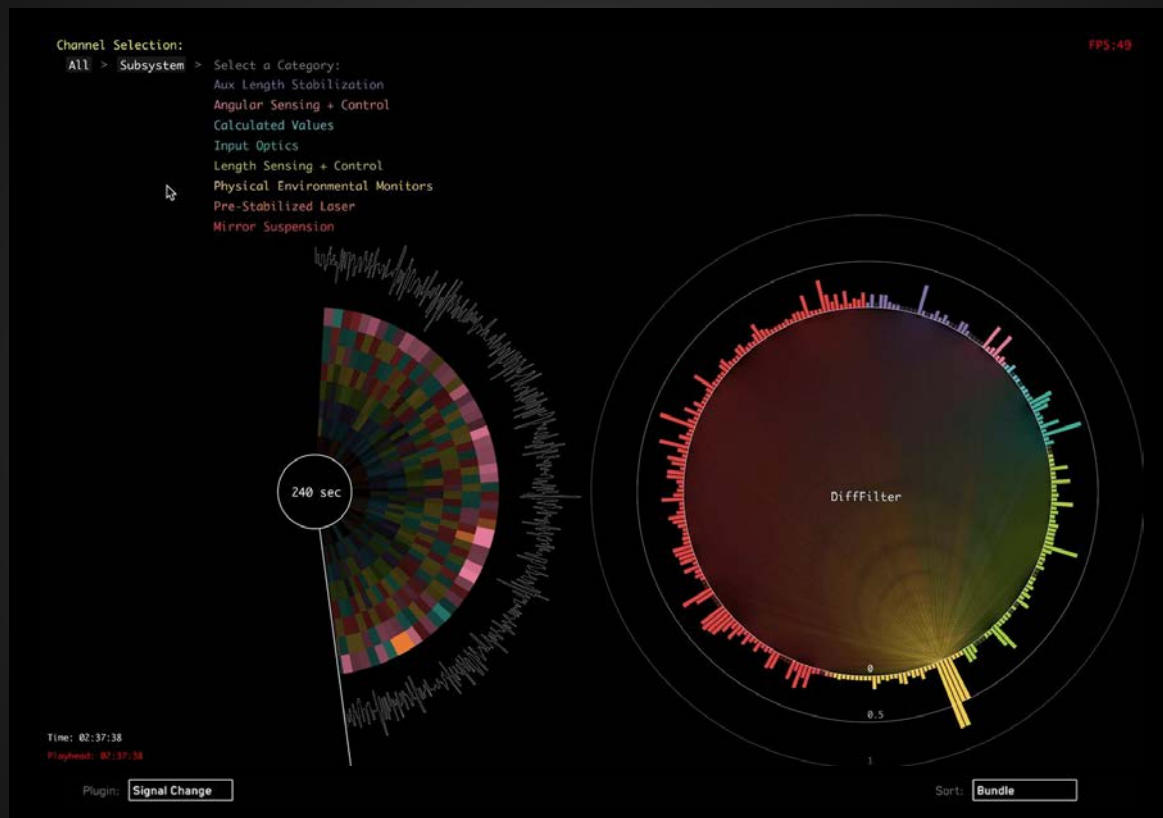 Channel Selection:
FPS:49
All > Subsystem > Select a Category:
Aux Length Stabilization
Angular Sensing + Control
Calculated Values
Input Optics
Length Sensing + Control
Physical Environmental Monitors
Pre-Stabilized Laser
Mirror Suspension
240 sec
DiffFilter
0
0.5
1
Time: 02:37:38
Playhead: 02:37:38
Plugin: Signal Change
Sort: Bundle